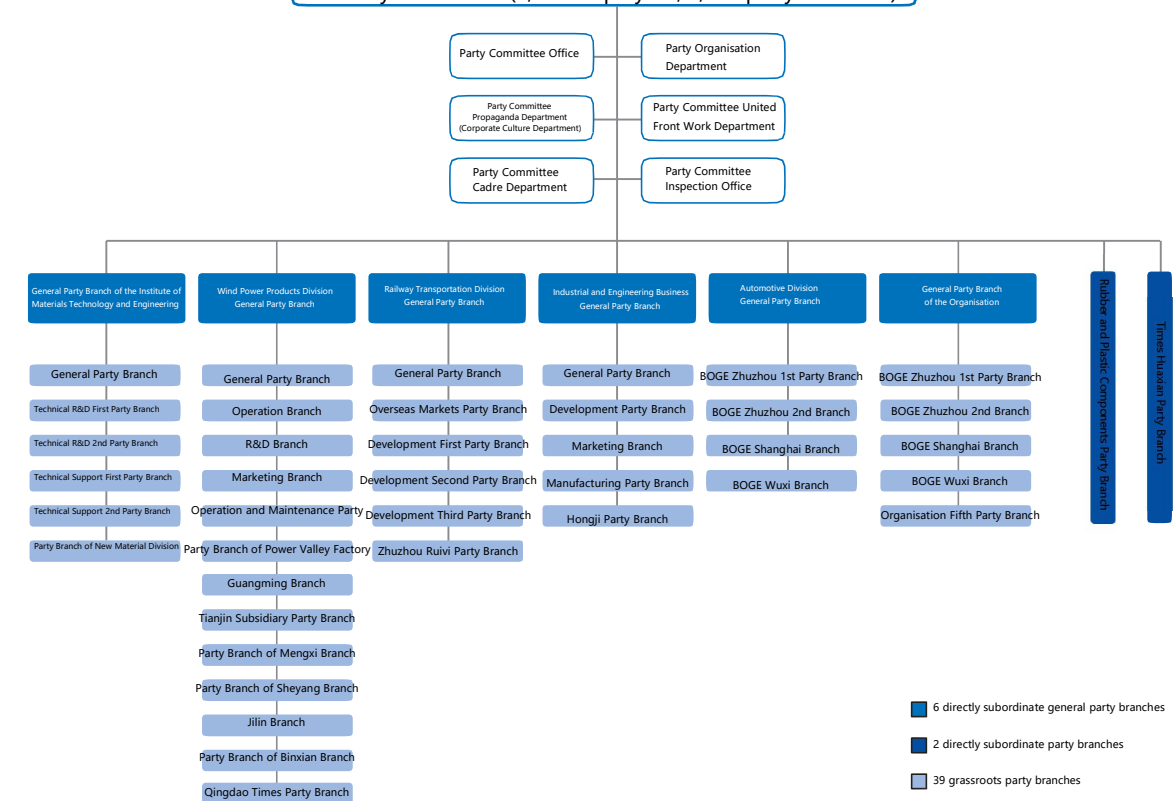 Party Committee Office
Party Organisation
Department
Party Committee
Propaganda Department
(Corporate Culture Department)
Party Committee United
Front Work Department
Party Committee
Cadre Department
Party Committee
Inspection Office
General Party Branch of the Institute of
Materials Technology and Engineering
Wind Power Products Division
General Party Branch
Railway Transportation Division
General Party Branch
Industrial and Engineering Business
General Party Branch
Automotive Division
General Party Branch
General Party Branch
of the Organisation
Rubber and Plastic Components Party Branch
Times Huaxian Party Branch
General Party Branch
Technical R&D First Party Branch
Technical R&D 2nd Party Branch
Technical Support First Party Branch
Technical Support 2nd Party Branch
Party Branch of New Material Division
General Party Branch
Operation Branch
R&D Branch
Marketing Branch
Operation and Maintenance Party
Party Branch of Power Valley Factory
Guangming Branch
Tianjin Subsidiary Party Branch
Party Branch of Mengxi Branch
Party Branch of Sheyang Branch
Jilin Branch
Party Branch of Binxian Branch
Qingdao Times Party Branch
General Party Branch
Overseas Markets Party Branch
Development First Party Branch
Development Second Party Branch
Development Third Party Branch
Zhuzhou Ruivi Party Branch
General Party Branch
Development Party Branch
Marketing Branch
Manufacturing Party Branch
Hongji Party Branch
BOGE Zhuzhou 1st Party Branch
BOGE Zhuzhou 2nd Branch
BOGE Shanghai Branch
BOGE Wuxi Branch
BOGE Zhuzhou 1st Party Branch
BOGE Zhuzhou 2nd Branch
BOGE Shanghai Branch
BOGE Wuxi Branch
Organisation Fifth Party Branch
6 directly subordinate general party branches
2 directly subordinate party branches
39 grassroots party branches